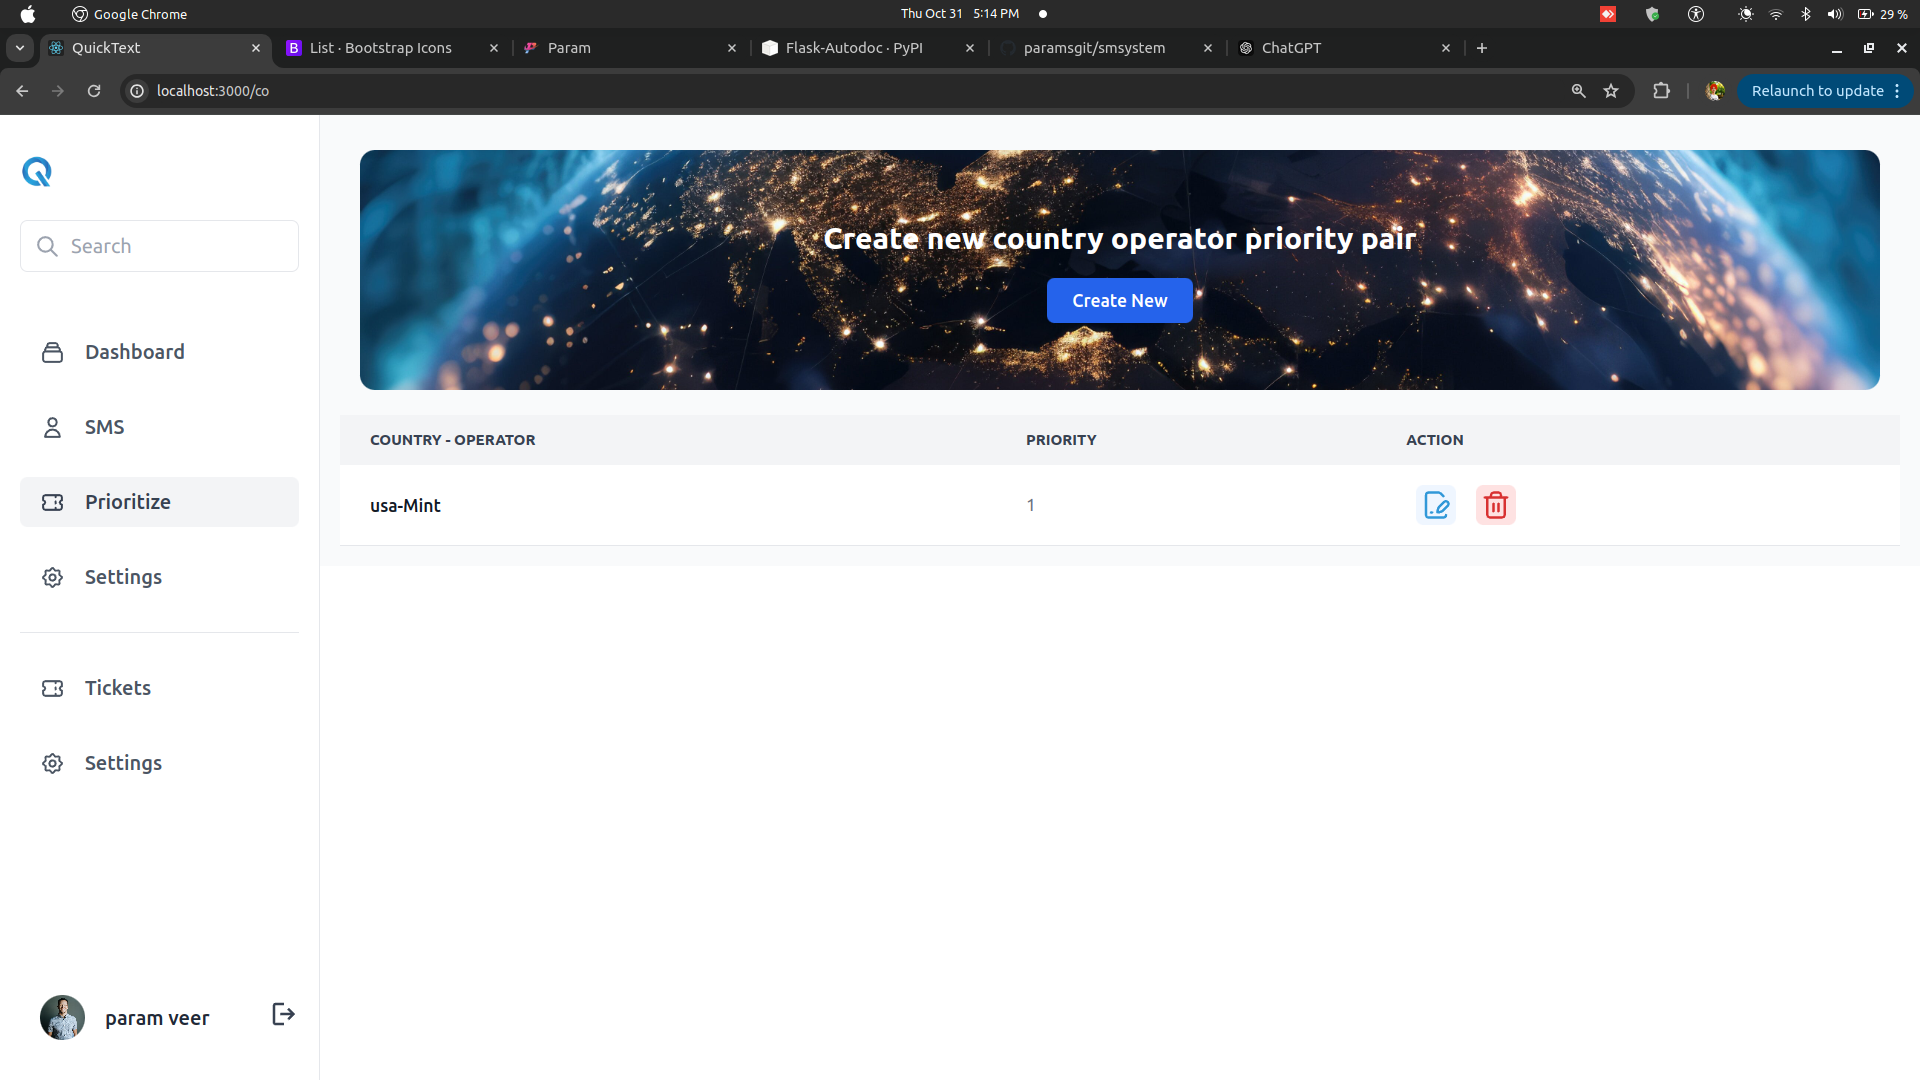 Google Chrome
Thu Oct 31 5:14 PM
29 %
QuickText
List · Bootstrap Icons
Param
Flask-Autodoc · PyPI
paramsgit/smsystem
ChatGPT
localhost:3000/co
Relaunch to update
Search
Dashboard
SMS
Prioritize
Settings
Tickets
Settings
param veer
Create new country operator priority pair
Create New
COUNTRY - OPERATOR PRIORITY ACTION
usa-Mint 1